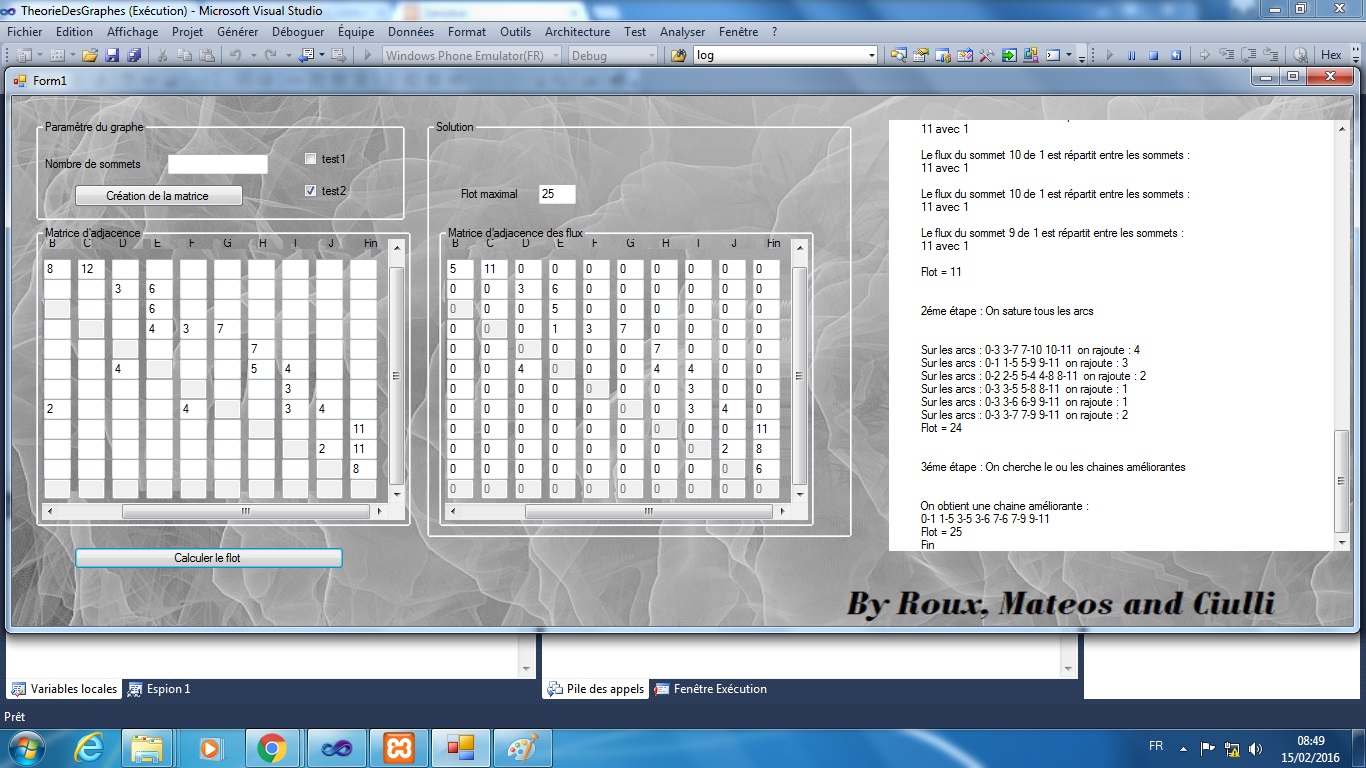 TheorieDesGraphes (Exécution) - Microsoft Visual Studio
Fichier Edition Affichage Projet Générer Déboguer Équipe Données Format Outils Architecture Test Analyser Fenêtre ?
Windows Phone Emulator(FR) Debug log Hex
Form1
Paramètre du graphe
Nombre de sommets
test1
Création de la matrice
test2
Solution
Flot maximal 25
Matrice d'adjacence
B C D E F G H I J Fin
8 12
3 6
6
4 3 7
7
4 5 4
3
2 4 3 4
11
2 11
8
Matrice d'adjacence des flux
B C D E F G H I J Fin
5 11 0 0 0 0 0 0 0 0
0 0 3 6 0 0 0 0 0 0
0 0 0 5 0 0 0 0 0 0
0 0 0 1 3 7 0 0 0 0
0 0 0 0 0 0 7 0 0 0
0 0 4 0 0 0 4 4 0 0
0 0 0 0 0 0 0 3 0 0
0 0 0 0 0 0 0 3 4 0
0 0 0 0 0 0 0 0 0 11
0 0 0 0 0 0 0 0 2 8
0 0 0 0 0 0 0 0 0 6
0 0 0 0 0 0 0 0 0 0
Calculer le flot
11 avec 1
Le flux du sommet 10 de 1 est répartit entre les sommets :
11 avec 1
Le flux du sommet 10 de 1 est répartit entre les sommets :
11 avec 1
Le flux du sommet 9 de 1 est répartit entre les sommets :
11 avec 1
Flot = 11
2éme étape : On sature tous les arcs
Sur les arcs : 0-3 3-7 7-10 10-11 on rajoute : 4
Sur les arcs : 0-1 1-5 5-9 9-11 on rajoute : 3
Sur les arcs : 0-2 2-5 5-4 4-8 8-11 on rajoute : 2
Sur les arcs : 0-3 3-5 5-8 8-11 on rajoute : 1
Sur les arcs : 0-3 3-6 6-9 9-11 on rajoute : 1
Sur les arcs : 0-3 3-7 7-9 9-11 on rajoute : 2
Flot = 24
3éme étape : On cherche le ou les chaines améliorantes
On obtient une chaine améliorante :
0-1 1-5 3-5 3-6 7-6 7-9 9-11
Flot = 25
Fin
By Roux, Mateos and Ciulli
Variables locales Espion 1
Pile des appels Fenêtre Exécution
Prêt
FR
08:49
15/02/2016